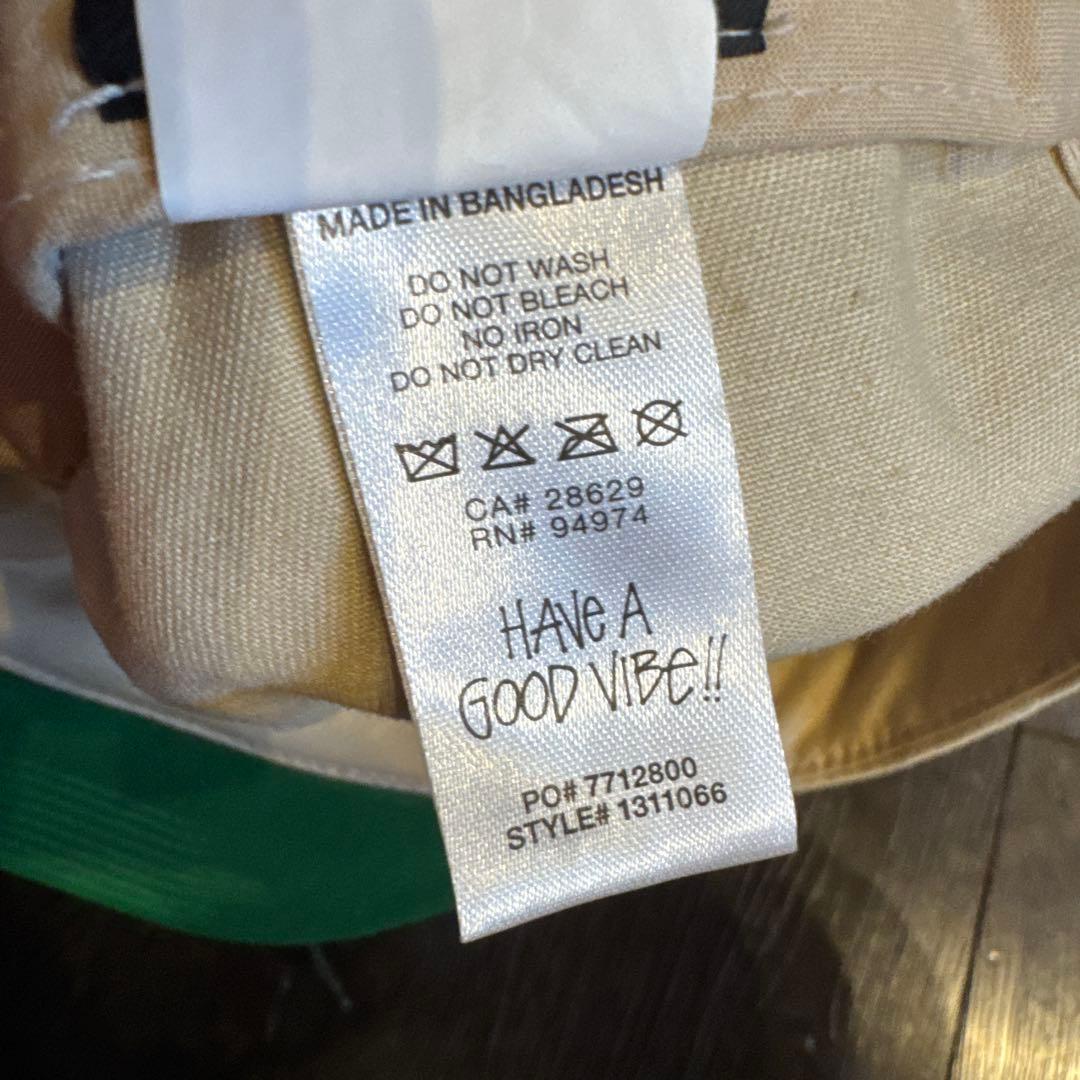 MADE IN BANGLADESH
DO NOT WASH
DO NOT BLEACH
NO IRON
DO NOT DRY CLEAN
CA# 28629
RN# 94974
HAVE A
GOOD VIBE!!
PO# 7712800
STYLE# 1311066